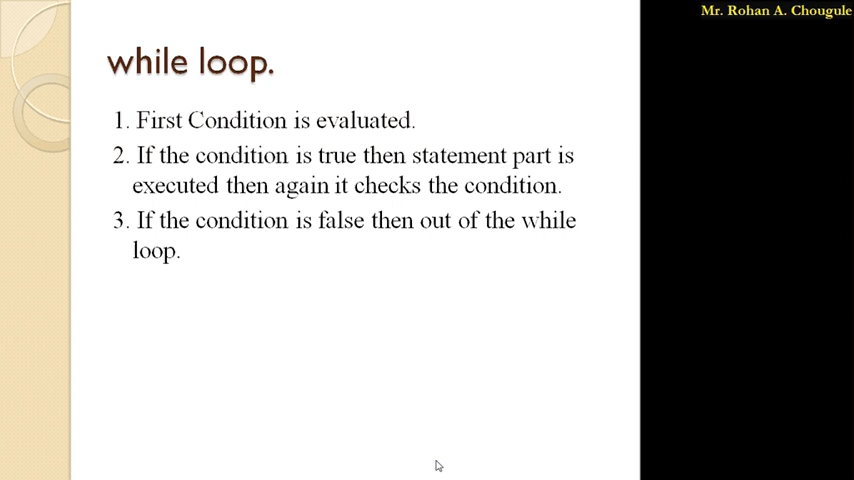 Mr. Rohan A. Chougule
while loop.
1. First Condition is evaluated.
2. If the condition is true then statement part is
executed then again it checks the condition.
3. If the condition is false then out of the while
loop.